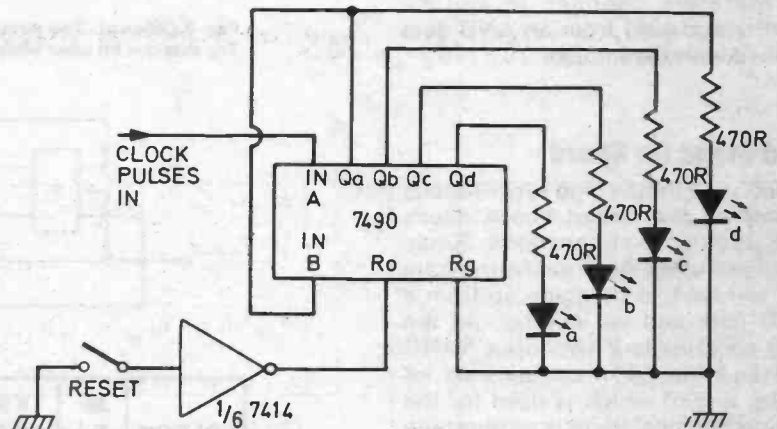 CLOCK
PULSES
IN
IN
A
Qa
Qb
Qc
Qd
7490
IN
B
Ro
Rg
470R
470R
470R
470R
a
b
c
d
RESET
1/6 7414